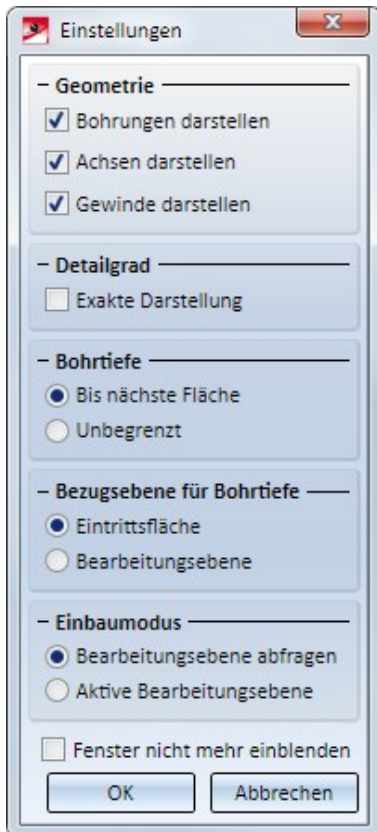 Einstellungen
Geometrie
Bohrungen darstellen
Achsen darstellen
Gewinde darstellen
Detailgrad
Exakte Darstellung
Bohrtiefe
Bis nächste Fläche
Unbegrenzt
Bezugsebene für Bohrtiefe
Eintrittsfläche
Bearbeitungsebene
Einbaumodus
Bearbeitungsebene abfragen
Aktive Bearbeitungsebene
Fenster nicht mehr einblenden
OK Abbrechen